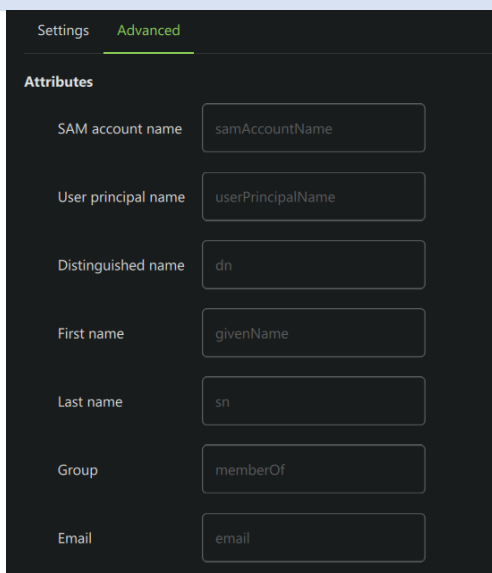 Settings Advanced
Attributes
SAM account name samAccountName
User principal name userPrincipalName
Distinguished name dn
First name givenName
Last name sn
Group memberOf
Email email